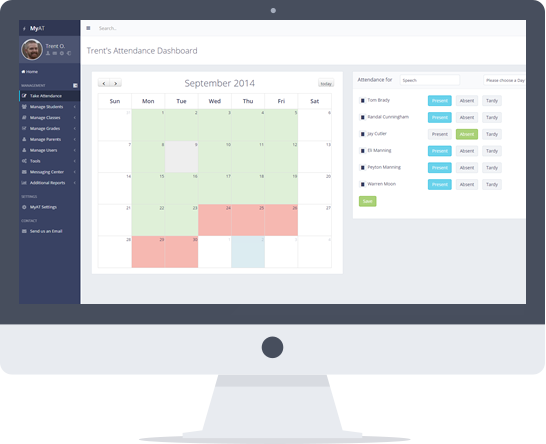 MyAT
Search..
Trent O.
Trent's Attendance Dashboard
Home
MANAGEMENT
Take Attendance
Manage Students
Manage Classes
Manage Grades
Manage Parents
Manage Users
Tools
Messaging Center
Additional Reports
SETTINGS
MyAT Settings
CONTACT
Send us an Email
September 2014
today
Sun Mon Tue Wed Thu Fri Sat
1 2 3 4 5 6
7 8 9 10 11 12 13
14 15 16 17 18 19 20
21 22 23 24 25 26 27
28 29 30
Attendance for Speech Please choose a Day
Tom Brady Present Absent Tardy
Randal Cunningham Present Absent Tardy
Jay Cutler Present Absent Tardy
Eli Manning Present Absent Tardy
Peyton Manning Present Absent Tardy
Warren Moon Present Absent Tardy
Save